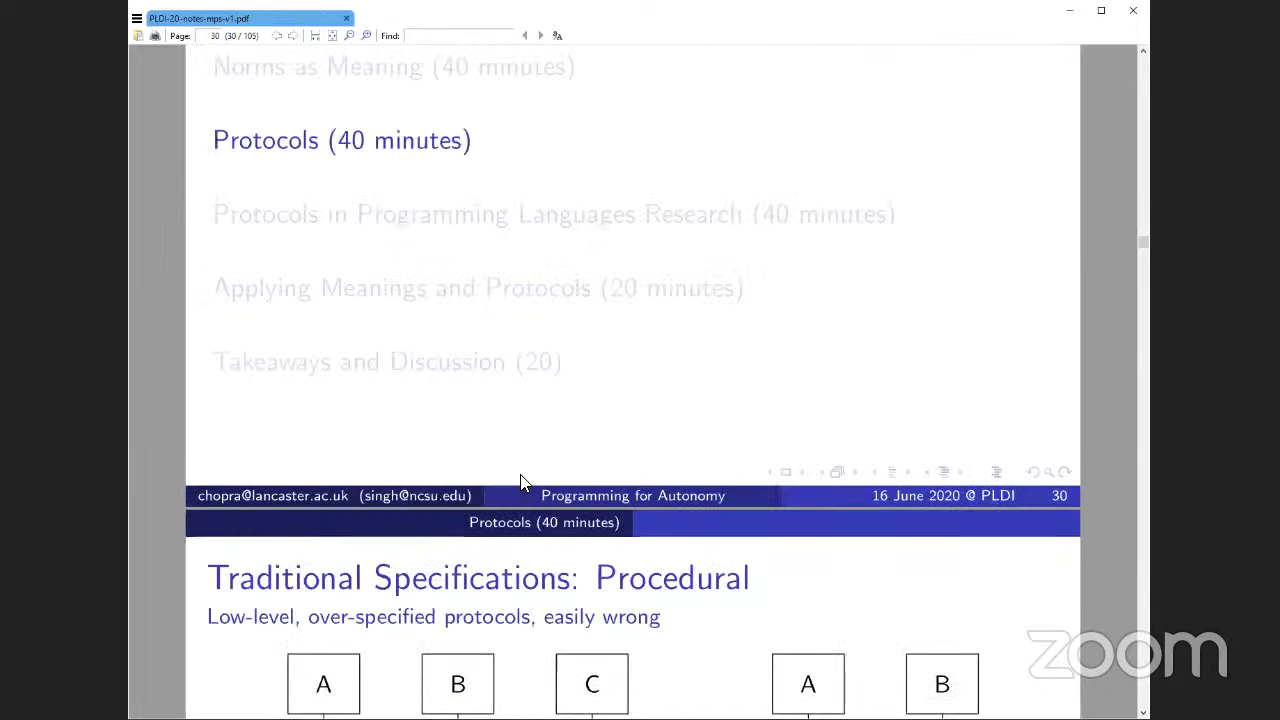 PLDI-20-notes-mps-v1.pdf
Page: 30 (30 / 105) Find:
Norms as Meaning (40 minutes)
Protocols (40 minutes)
Protocols in Programming Languages Research (40 minutes)
Applying Meanings and Protocols (20 minutes)
Takeaways and Discussion (20)
chopra@lancaster.ac.uk (singh@ncsu.edu) Programming for Autonomy 16 June 2020 @ PLDI 30
Protocols (40 minutes)
Traditional Specifications: Procedural
Low-level, over-specified protocols, easily wrong
A B C A B
zoom